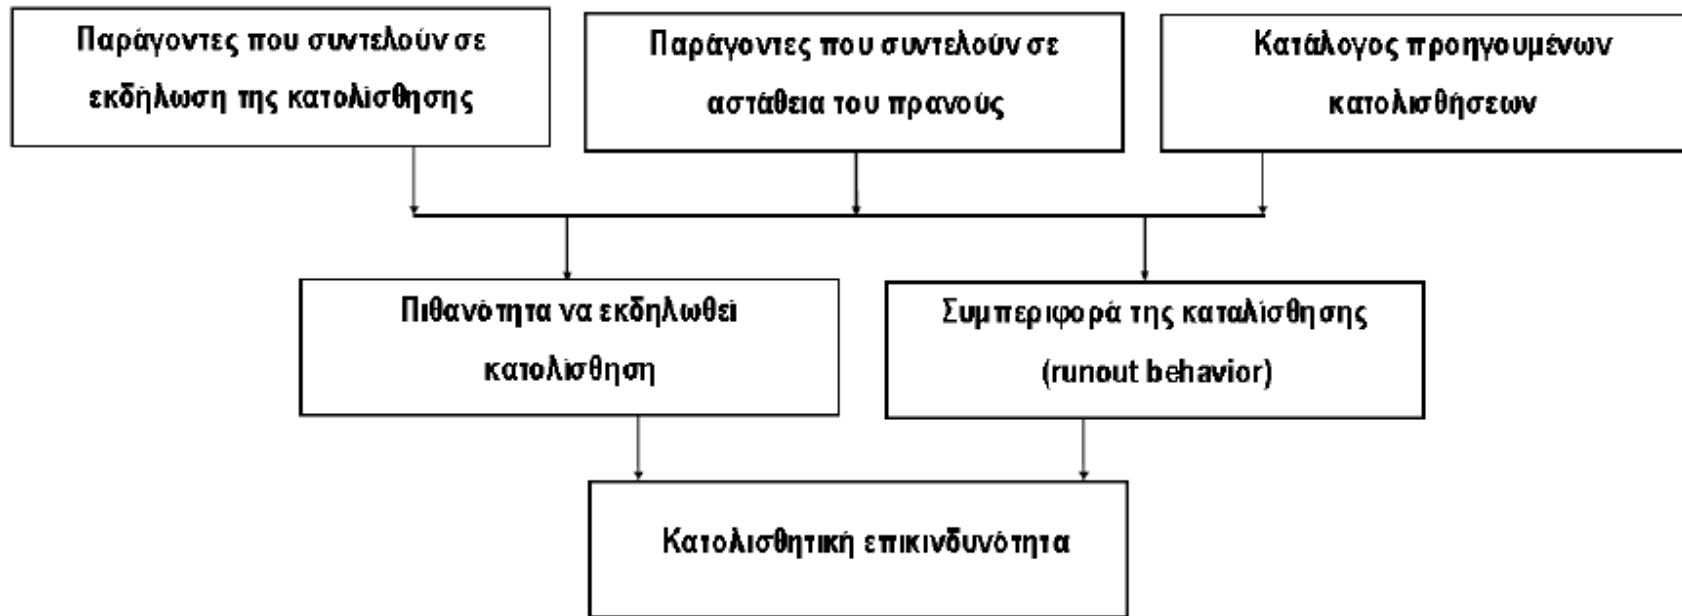 Παράγοντες που συντελούν σε
εκδήλωση της κατολίσθησης
Παράγοντες που συντελούν σε
αστάθεια του πρανούς
Κατάλογος προηγουμένων
κατολισθήσεων
Πιθανότητα να εκδηλωθεί
κατολίσθηση
Συμπεριφορά της καταλίσθησης
(runout behavior)
Κατολισθητική επικινδυνότητα